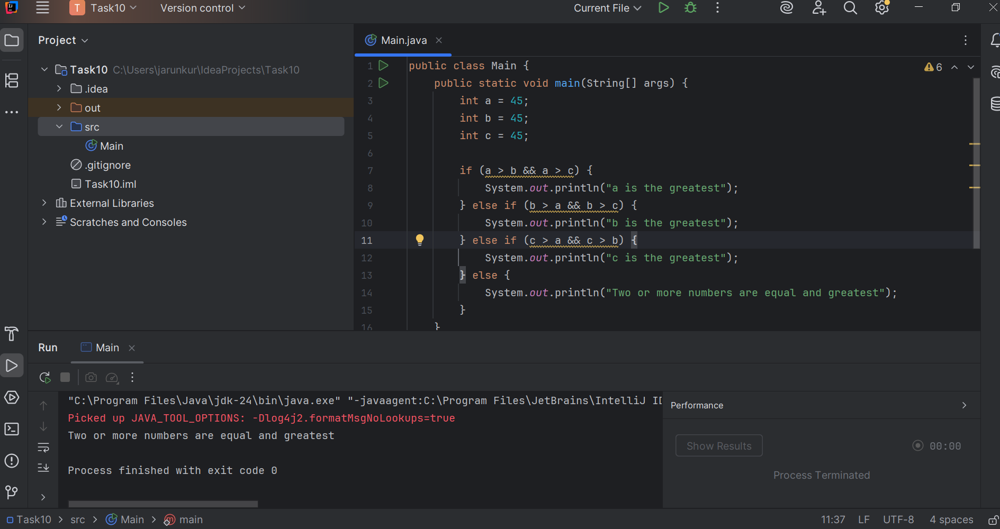 T Task10 Version control Current File
Project
Main.java
Task10 C:\Users\jarunkur\IdeaProjects\Task10
.idea
out
src
Main
.gitignore
Task10.iml
External Libraries
Scratches and Consoles
6
1 public class Main {
2 public static void main(String[] args) {
3 int a = 45;
4 int b = 45;
5 int c = 45;
6
7 if (a > b && a > c) {
8 System.out.println("a is the greatest");
9 } else if (b > a && b > c) {
10 System.out.println("b is the greatest");
11 } else if (c > a && c > b) {
12 System.out.println("c is the greatest");
13 } else {
14 System.out.println("Two or more numbers are equal and greatest");
15 }
16 }
Run Main
"C:\Program Files\Java\jdk-24\bin\java.exe" "-javaagent:C:\Program Files\JetBrains\IntelliJ ID
Picked up JAVA_TOOL_OPTIONS: -Dlog4j2.formatMsgNoLookups=true
Two or more numbers are equal and greatest
Process finished with exit code 0
Performance
Show Results 00:00
Process Terminated
Task10 > src > Main > main 11:37 LF UTF-8 4 spaces